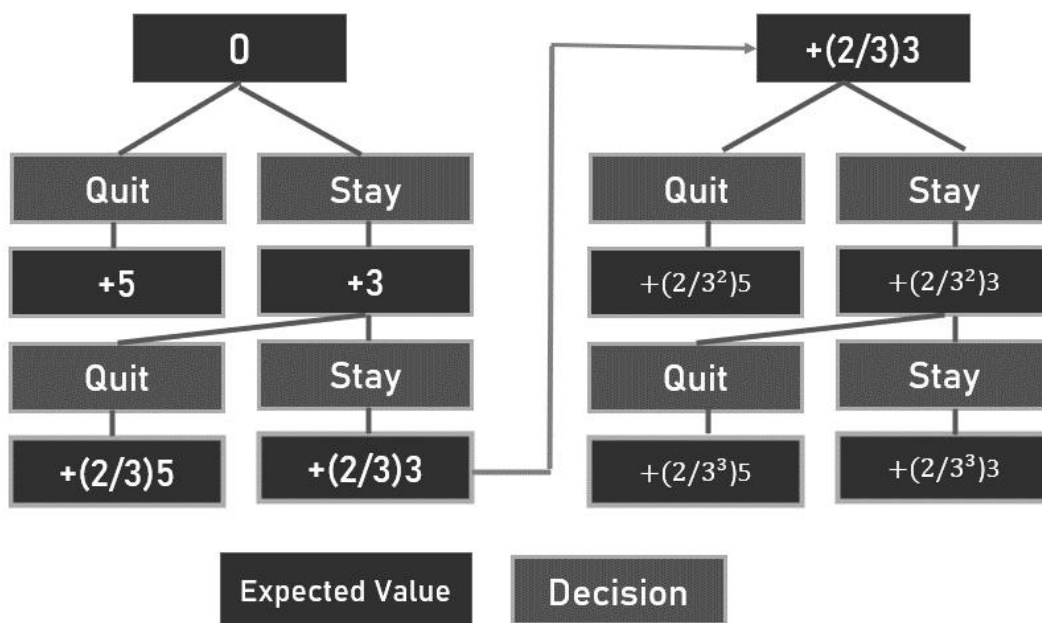 0
Quit
Stay
+5
+3
Quit
Stay
+(2/3)5
+(2/3)3
+(2/3)3
Quit
Stay
+(2/3²)5
+(2/3²)3
Quit
Stay
+(2/3³)5
+(2/3³)3
Expected Value
Decision